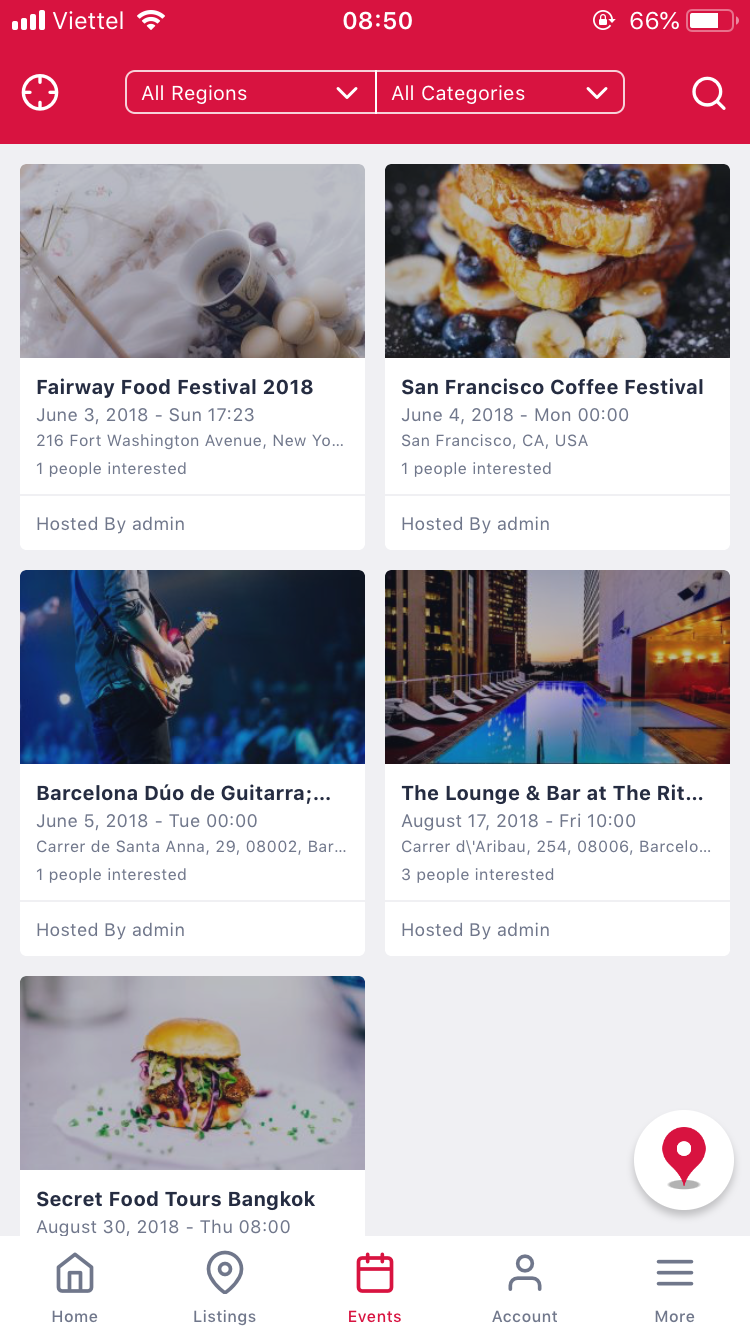 Viettel 08:50 66%
All Regions All Categories
Fairway Food Festival 2018
June 3, 2018 - Sun 17:23
216 Fort Washington Avenue, New Yo...
1 people interested
Hosted By admin
San Francisco Coffee Festival
June 4, 2018 - Mon 00:00
San Francisco, CA, USA
1 people interested
Hosted By admin
Barcelona Dúo de Guitarra;...
June 5, 2018 - Tue 00:00
Carrer de Santa Anna, 29, 08002, Bar...
1 people interested
Hosted By admin
The Lounge & Bar at The Rit...
August 17, 2018 - Fri 10:00
Carrer d\'Aribau, 254, 08006, Barcelo...
3 people interested
Hosted By admin
Secret Food Tours Bangkok
August 30, 2018 - Thu 08:00
Home Listings Events Account More